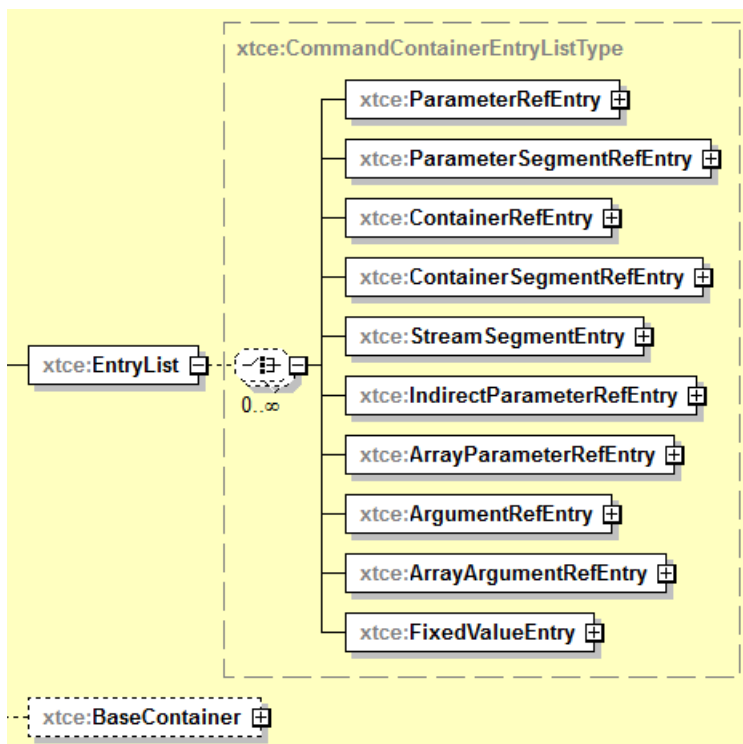 xtce:CommandContainerEntryListType
xtce:ParameterRefEntry
xtce:ParameterSegmentRefEntry
xtce:ContainerRefEntry
xtce:ContainerSegmentRefEntry
xtce:StreamSegmentEntry
xtce:EntryList
0..∞
xtce:IndirectParameterRefEntry
xtce:ArrayParameterRefEntry
xtce:ArgumentRefEntry
xtce:ArrayArgumentRefEntry
xtce:FixedValueEntry
xtce:BaseContainer